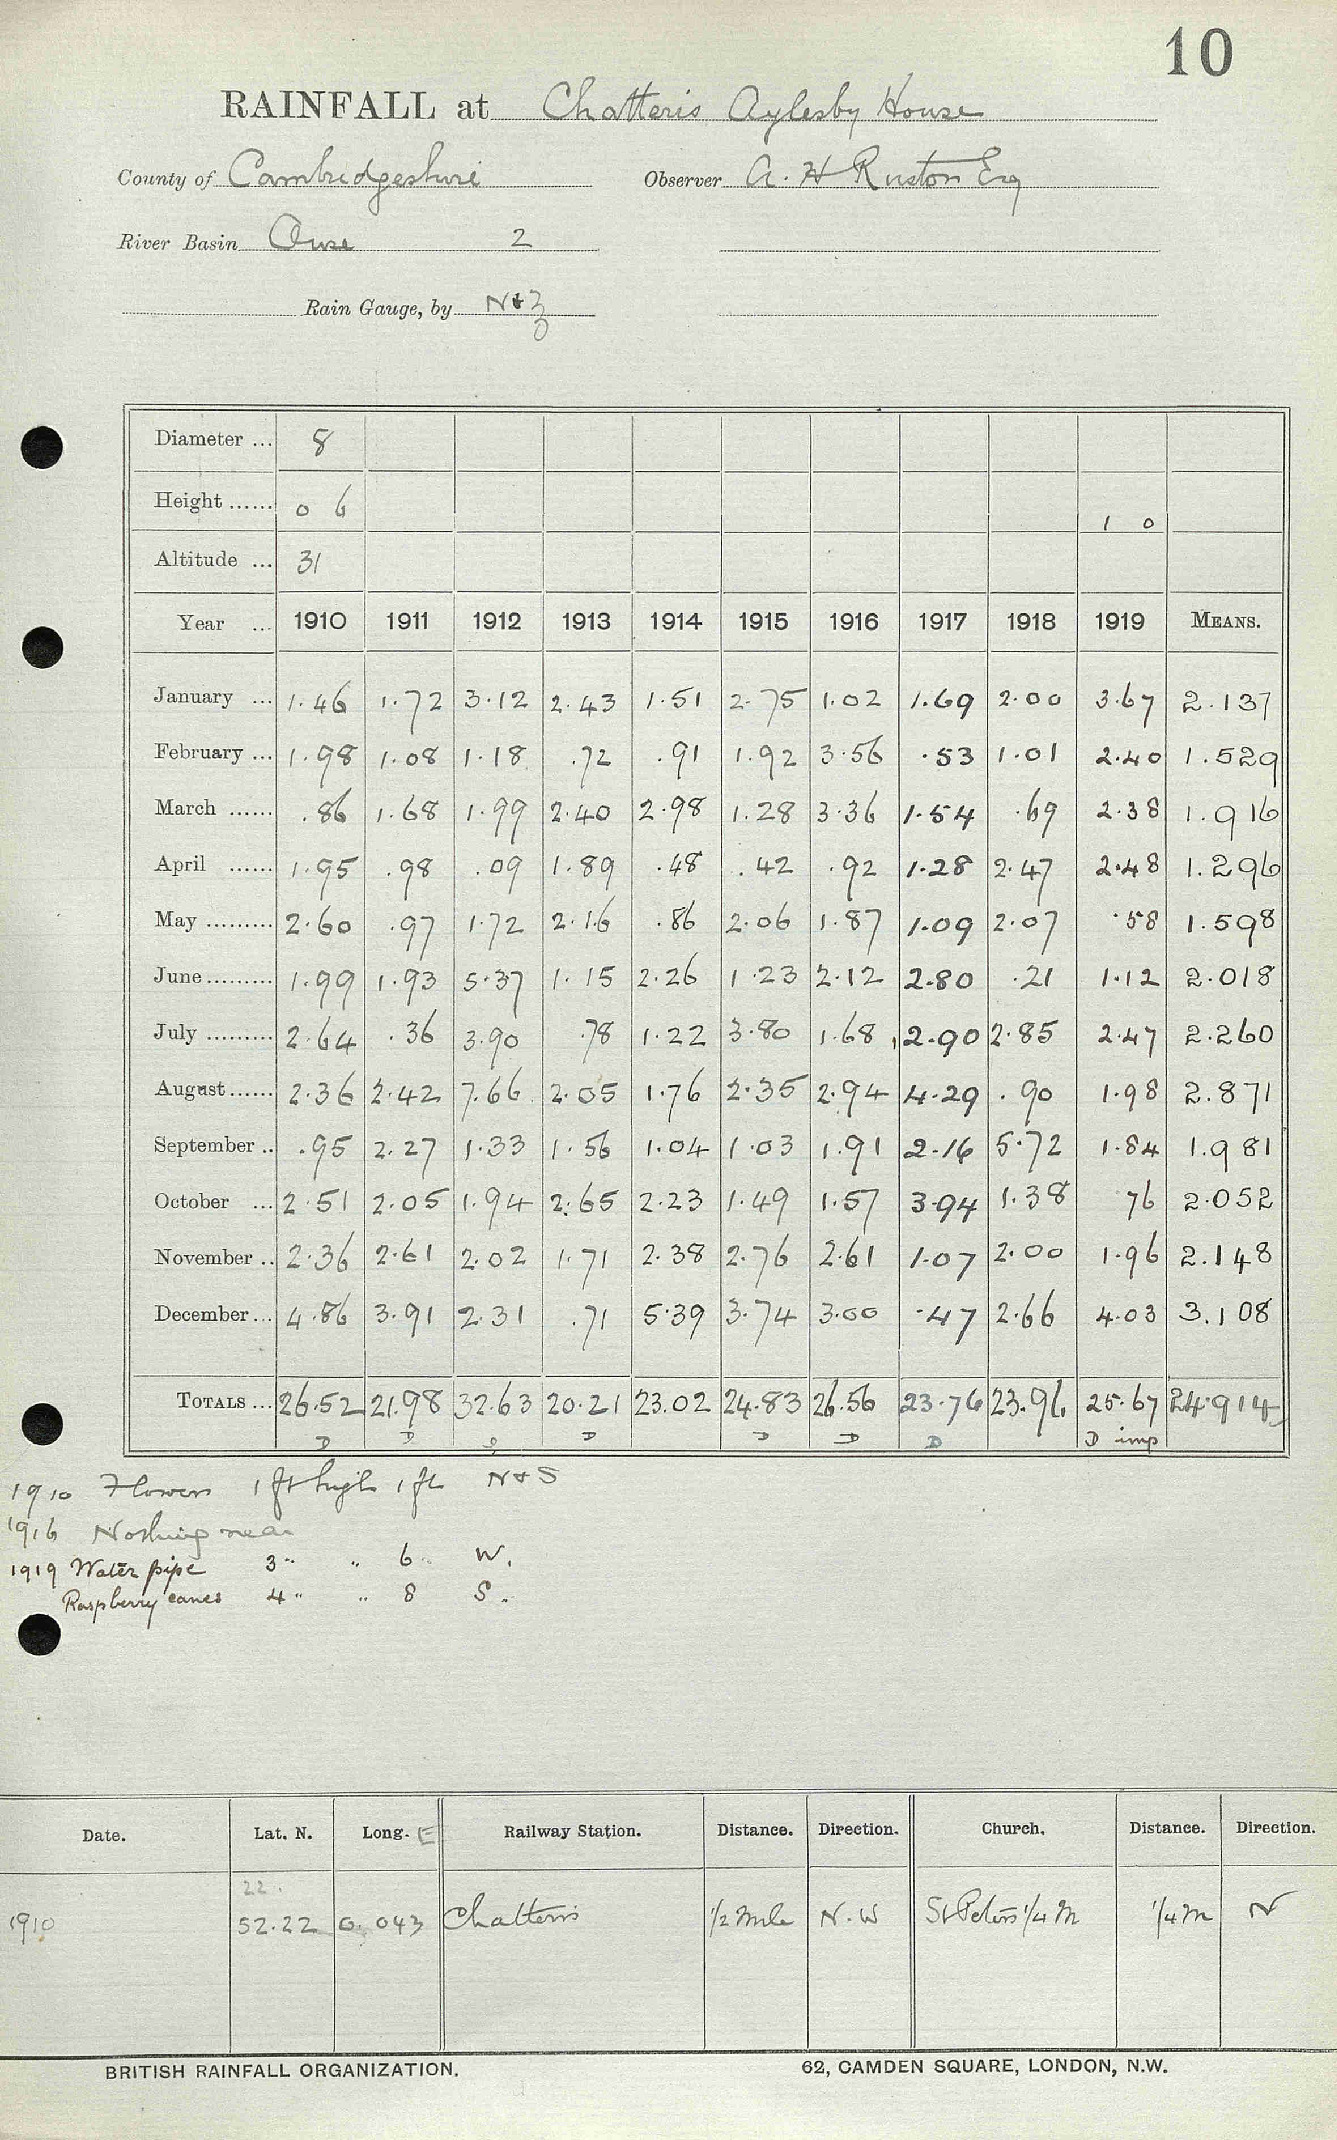 10
RAINFALL at Chatteris Aylesby House
County of Cambridgeshire Observer A. H Ruston Esq
River Basin Ouse 2
Rain Gauge, by N & Z
Diameter ... 8
Height ...... 0 6 1 0
Altitude ... 31
Year ... 1910 1911 1912 1913 1914 1915 1916 1917 1918 1919 MEANS.
January ... 1.46 1.72 3.12 2.43 1.51 2.75 1.02 1.69 2.00 3.67 2.137
February ... 1.98 1.08 1.18 .72 .91 1.92 3.56 .53 1.01 2.40 1.529
March ...... .86 1.68 1.99 2.40 2.98 1.28 3.36 1.54 .69 2.38 1.916
April ...... 1.95 .98 .09 1.89 .48 .42 .92 1.28 2.47 2.48 1.296
May ......... 2.60 .97 1.72 2.16 .86 2.06 1.87 1.09 2.07 .58 1.598
June ......... 1.99 1.93 5.37 1.15 2.26 1.23 2.12 2.80 .21 1.12 2.018
July ......... 2.64 .36 3.90 .78 1.22 3.80 1.68 2.90 2.85 2.47 2.260
August ...... 2.36 2.42 7.66 2.05 1.76 2.35 2.94 4.29 .90 1.98 2.871
September .. .95 2.27 1.33 1.56 1.04 1.03 1.91 2.16 5.72 1.84 1.981
October ... 2.51 2.05 1.94 2.65 2.23 1.49 1.57 3.94 1.38 76 2.052
November .. 2.36 2.61 2.02 1.71 2.38 2.76 2.61 1.07 2.00 1.96 2.148
December ... 4.86 3.91 2.31 .71 5.39 3.74 3.00 .47 2.66 4.03 3.108
TOTALS ... 26.52 21.98 32.63 20.21 23.02 24.83 26.56 23.76 23.96 25.67 24.914
D D D D D D D D imp
1910 Flowers 1 ft high 1 ft N & S
1916 Nothing near
1919 Water pipe 3 " " 6 " W.
Raspberry canes 4 " " 8 S.
Date. Lat. N. Long. E Railway Station. Distance. Direction. Church. Distance. Direction.
22.
1910 52.22 0.043 Chatteris 1/2 mile N.W St Peters 1/4 M 1/4 M N
BRITISH RAINFALL ORGANIZATION. 62, CAMDEN SQUARE, LONDON, N.W.